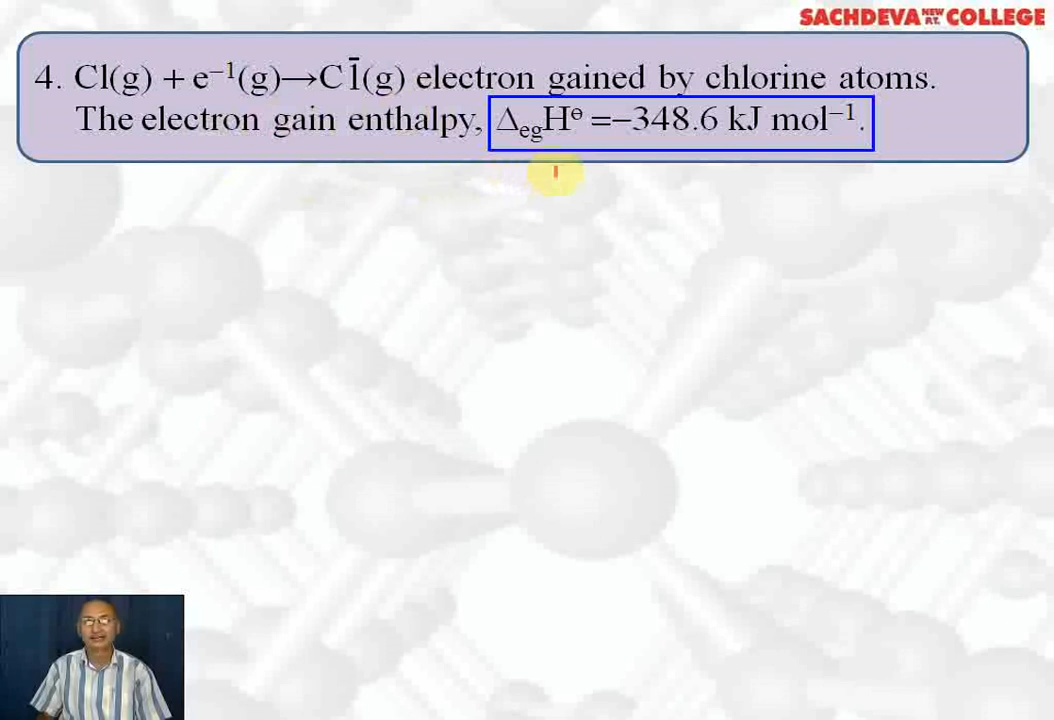 SACHDEVA NEW P.T. COLLEGE
4. Cl(g) + e⁻¹(g)→Cl̄(g) electron gained by chlorine atoms.
The electron gain enthalpy, ΔegH⊖ =−348.6 kJ mol⁻¹.